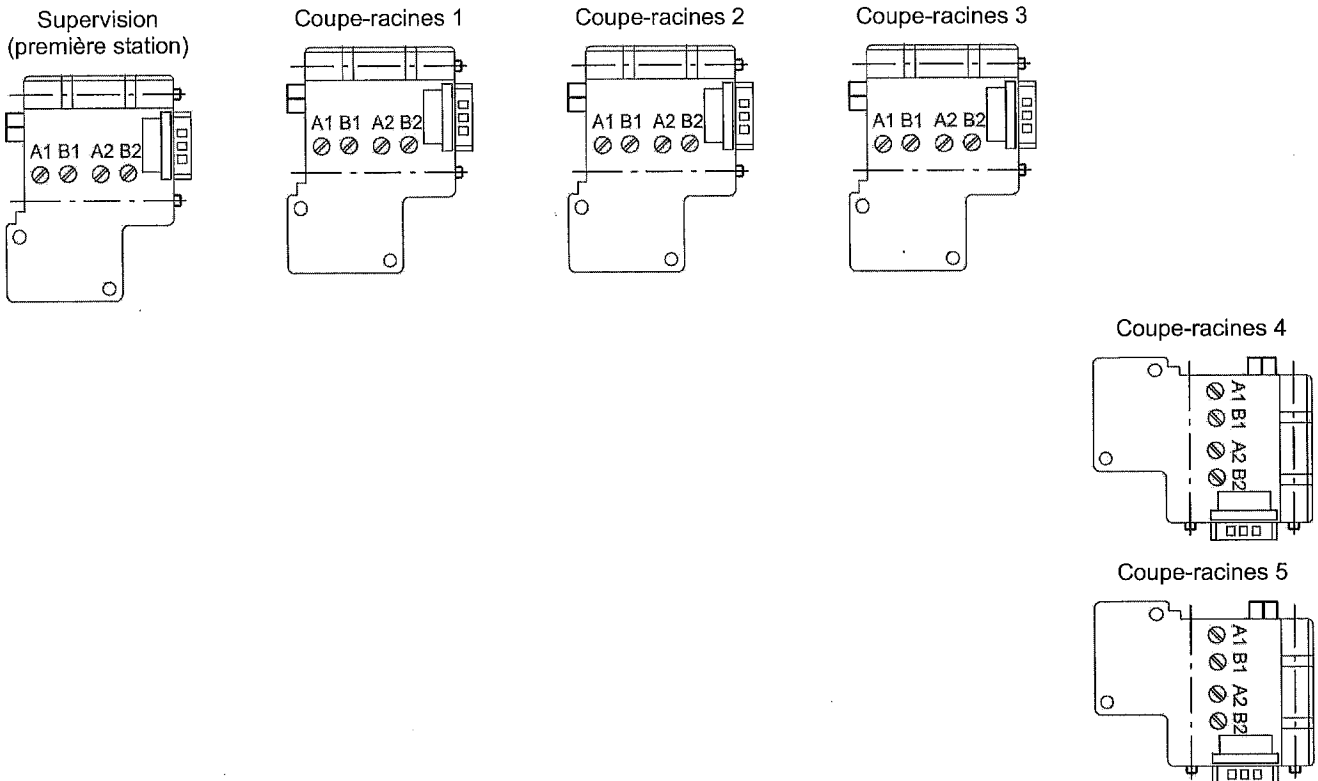 Supervision
(première station)
Coupe-racines 1
Coupe-racines 2
Coupe-racines 3
A1 B1 A2 B2
A1 B1 A2 B2
A1 B1 A2 B2
A1 B1 A2 B2
Coupe-racines 4
A1 B1 A2 B2
Coupe-racines 5
A1 B1 A2 B2